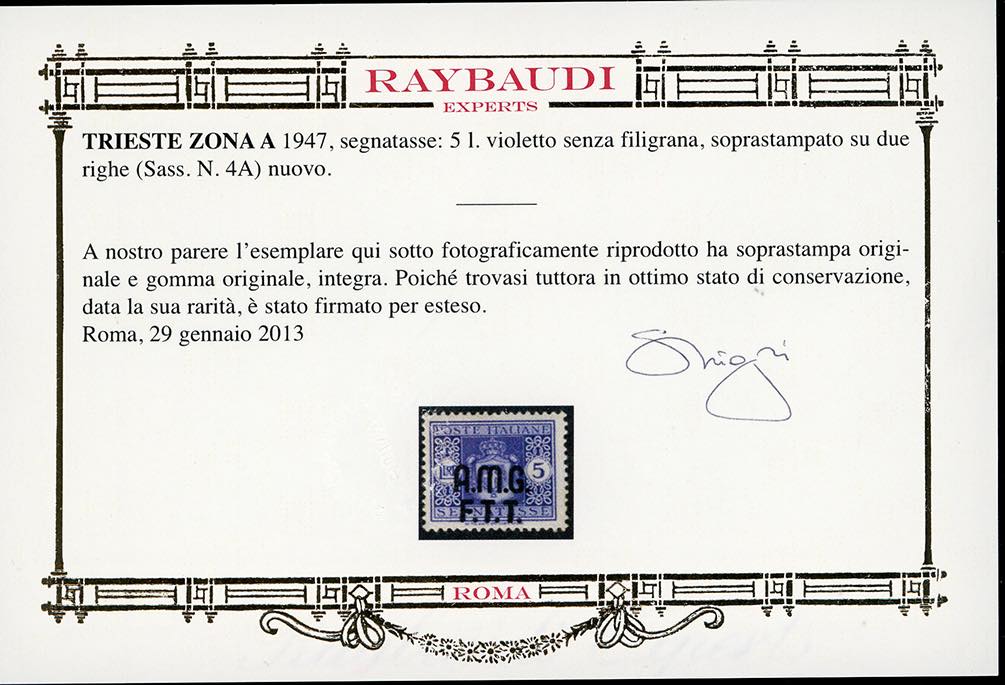 RAYBAUDI
EXPERTS
TRIESTE ZONA A 1947, segnatasse: 5 l. violetto senza filigrana, soprastampato su due
righe (Sass. N. 4A) nuovo.
A nostro parere l’esemplare qui sotto fotograficamente riprodotto ha soprastampa origi-
nale e gomma originale, integra. Poiché trovasi tuttora in ottimo stato di conservazione,
data la sua rarità, è stato firmato per esteso.
Roma, 29 gennaio 2013
POSTE ITALIANE
5
A.M.G.
F.T.T.
SEGNATASSE
ROMA